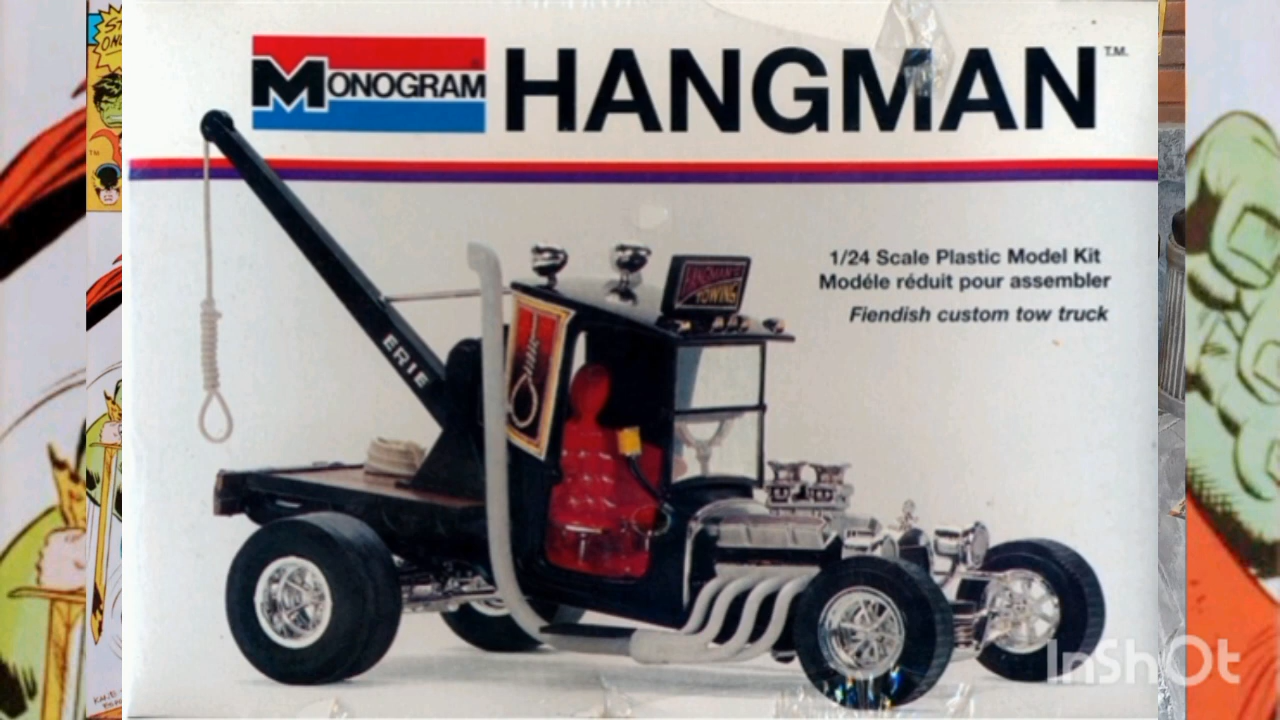 MONOGRAM
HANGMAN T.M.
1/24 Scale Plastic Model Kit
Modéle réduit pour assembler
Fiendish custom tow truck
HANGMAN'S
TOWING
ERIE
InShOt